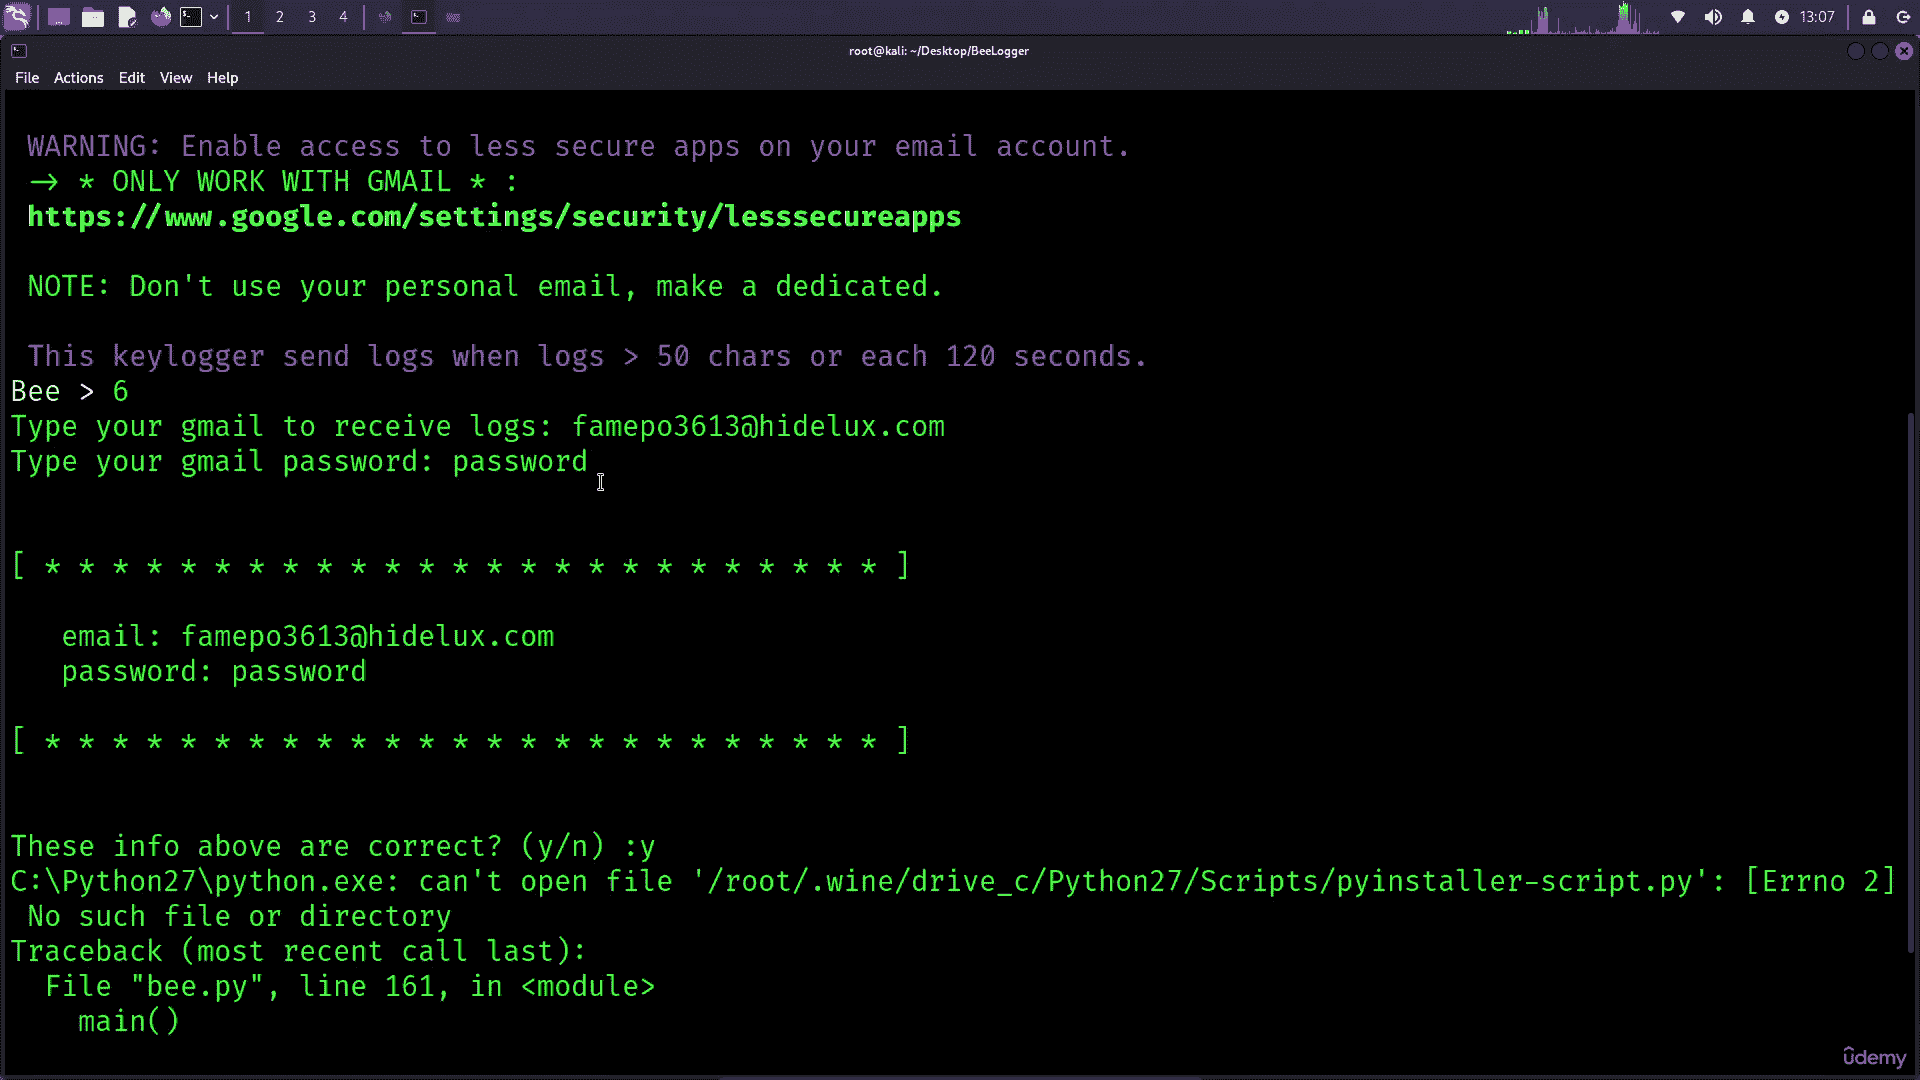 1 2 3 4
13:07
root@kali: ~/Desktop/BeeLogger
File Actions Edit View Help
WARNING: Enable access to less secure apps on your email account.
→ * ONLY WORK WITH GMAIL * :
https://www.google.com/settings/security/lesssecureapps
NOTE: Don't use your personal email, make a dedicated.
This keylogger send logs when logs > 50 chars or each 120 seconds.
Bee > 6
Type your gmail to receive logs: famepo3613@hidelux.com
Type your gmail password: password
[ * * * * * * * * * * * * * * * * * * * * * * * * * ]
email: famepo3613@hidelux.com
password: password
[ * * * * * * * * * * * * * * * * * * * * * * * * * ]
These info above are correct? (y/n) :y
C:\Python27\python.exe: can't open file '/root/.wine/drive_c/Python27/Scripts/pyinstaller-script.py': [Errno 2]
No such file or directory
Traceback (most recent call last):
File "bee.py", line 161, in <module>
main()
ûdemy